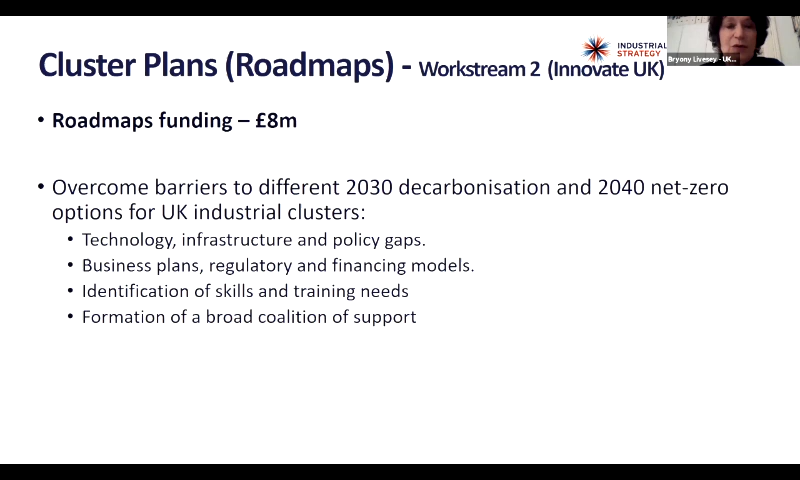 INDUSTRIAL
STRATEGY
Bryony Livesey - UK...
Cluster Plans (Roadmaps) - Workstream 2 (Innovate UK)
• Roadmaps funding – £8m
• Overcome barriers to different 2030 decarbonisation and 2040 net-zero
options for UK industrial clusters:
• Technology, infrastructure and policy gaps.
• Business plans, regulatory and financing models.
• Identification of skills and training needs
• Formation of a broad coalition of support